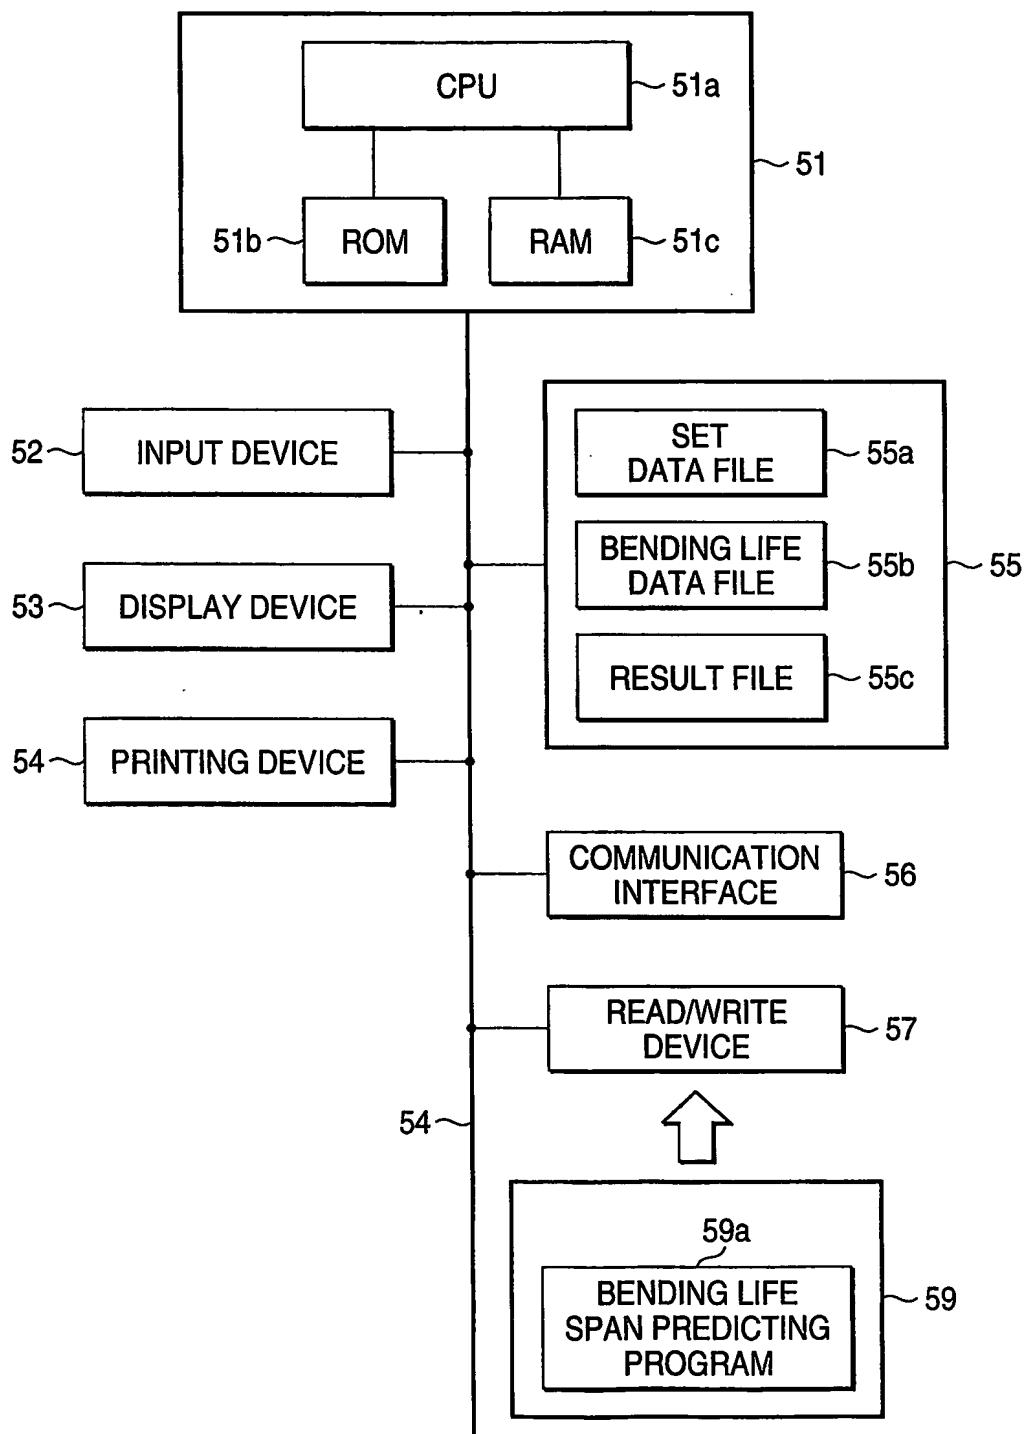 CPU
51a
51
51b
ROM
RAM
51c
52
INPUT DEVICE
SET
DATA FILE
55a
BENDING LIFE
DATA FILE
55b
55
53
DISPLAY DEVICE
RESULT FILE
55c
54
PRINTING DEVICE
COMMUNICATION
INTERFACE
56
READ/WRITE
DEVICE
57
54
59a
BENDING LIFE
SPAN PREDICTING
PROGRAM
59